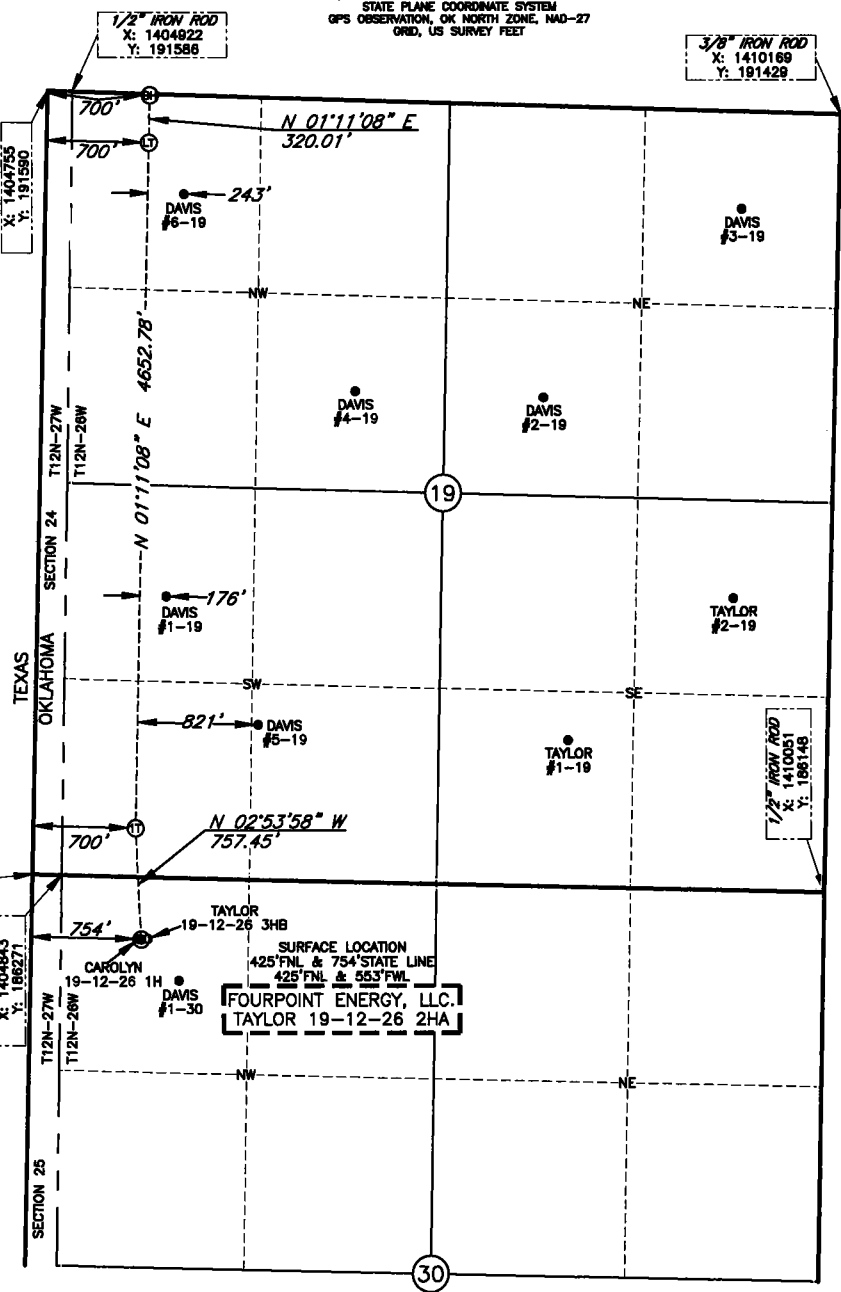 STATE PLANE COORDINATE SYSTEM
GPS OBSERVATION, OK NORTH ZONE, NAD-27
GRID, US SURVEY FEET
1/2" IRON ROD
X: 1404922
Y: 191586
3/8" IRON ROD
X: 1410169
Y: 191429
X: 1404755
Y: 191590
700'
BH
N 01°11'08" E
320.01'
700'
LT
243'
DAVIS
#6-19
DAVIS
#3-19
NW
NE
N 01°11'08" E 4652.78'
DAVIS
#4-19
DAVIS
#2-19
T12N-27W
T12N-26W
19
SECTION 24
176'
DAVIS
#1-19
TAYLOR
#2-19
TEXAS
OKLAHOMA
SW
SE
821'
DAVIS
#5-19
TAYLOR
#1-19
1/2" IRON ROD
X: 1410051
Y: 186148
1T
700'
N 02°53'58" W
757.45'
X: 1404843
Y: 186271
754'
TAYLOR
19-12-26 3HB
CAROLYN
19-12-26 1H
DAVIS
#1-30
SURFACE LOCATION
425'FNL & 754'STATE LINE
425'FNL & 553'FWL
FOURPOINT ENERGY, LLC.
TAYLOR 19-12-26 2HA
T12N-27W
T12N-26W
NW
NE
SECTION 25
30